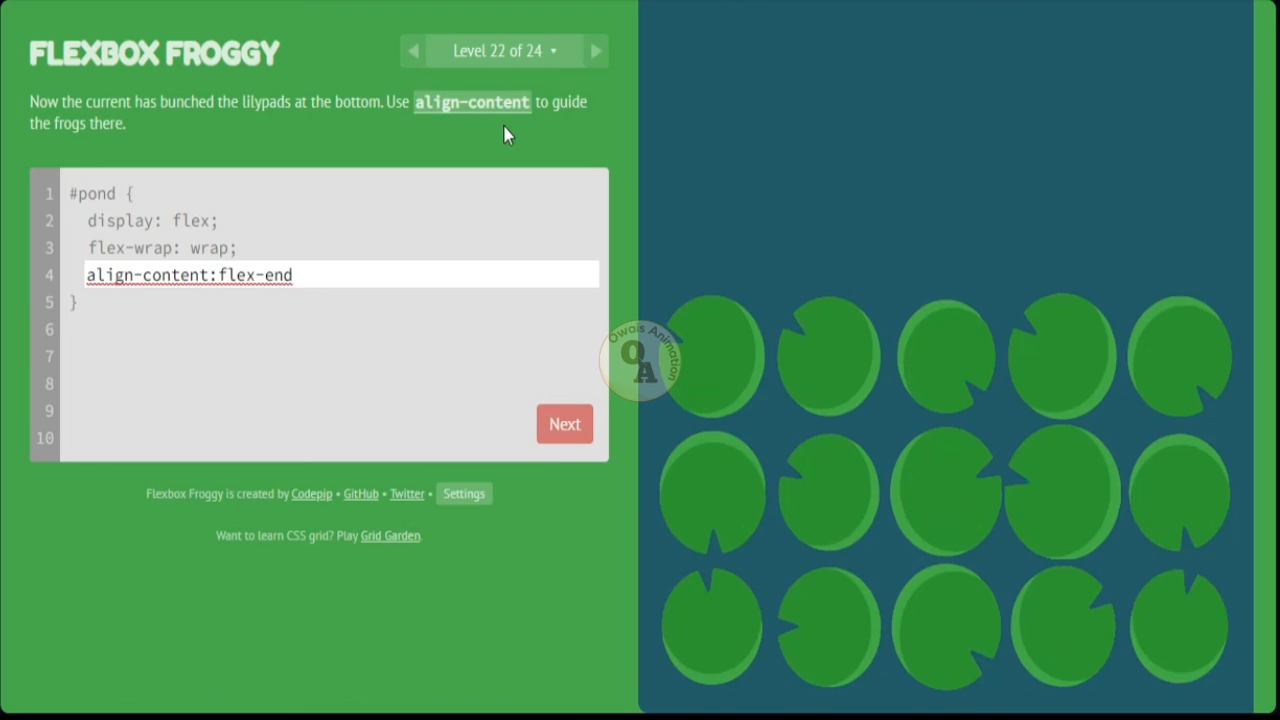 FLEXBOX FROGGY
Level 22 of 24
Now the current has bunched the lilypads at the bottom. Use align-content to guide
the frogs there.
1 #pond {
2 display: flex;
3 flex-wrap: wrap;
4 align-content:flex-end
5 }
6
7
8
9
10
Next
Owais Animation
OA
Flexbox Froggy is created by Codepip • GitHub • Twitter • Settings
Want to learn CSS grid? Play Grid Garden.